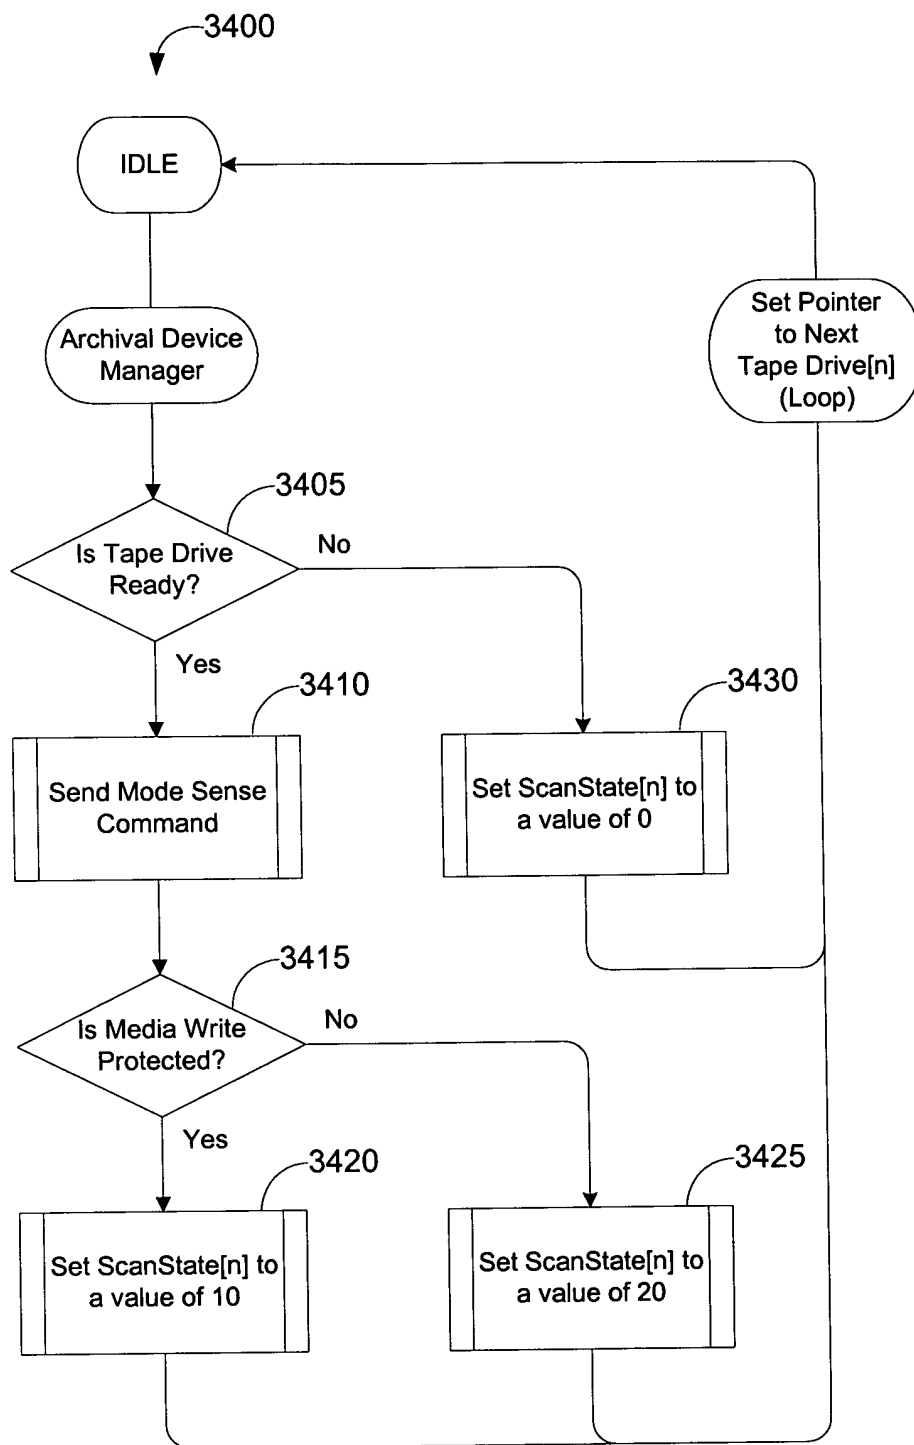 3400
IDLE
Archival Device
Manager
Set Pointer
to Next
Tape Drive[n]
(Loop)
3405
Is Tape Drive
Ready?
No
Yes
3410
Send Mode Sense
Command
3430
Set ScanState[n] to
a value of 0
3415
Is Media Write
Protected?
No
Yes
3420
Set ScanState[n] to
a value of 10
3425
Set ScanState[n] to
a value of 20